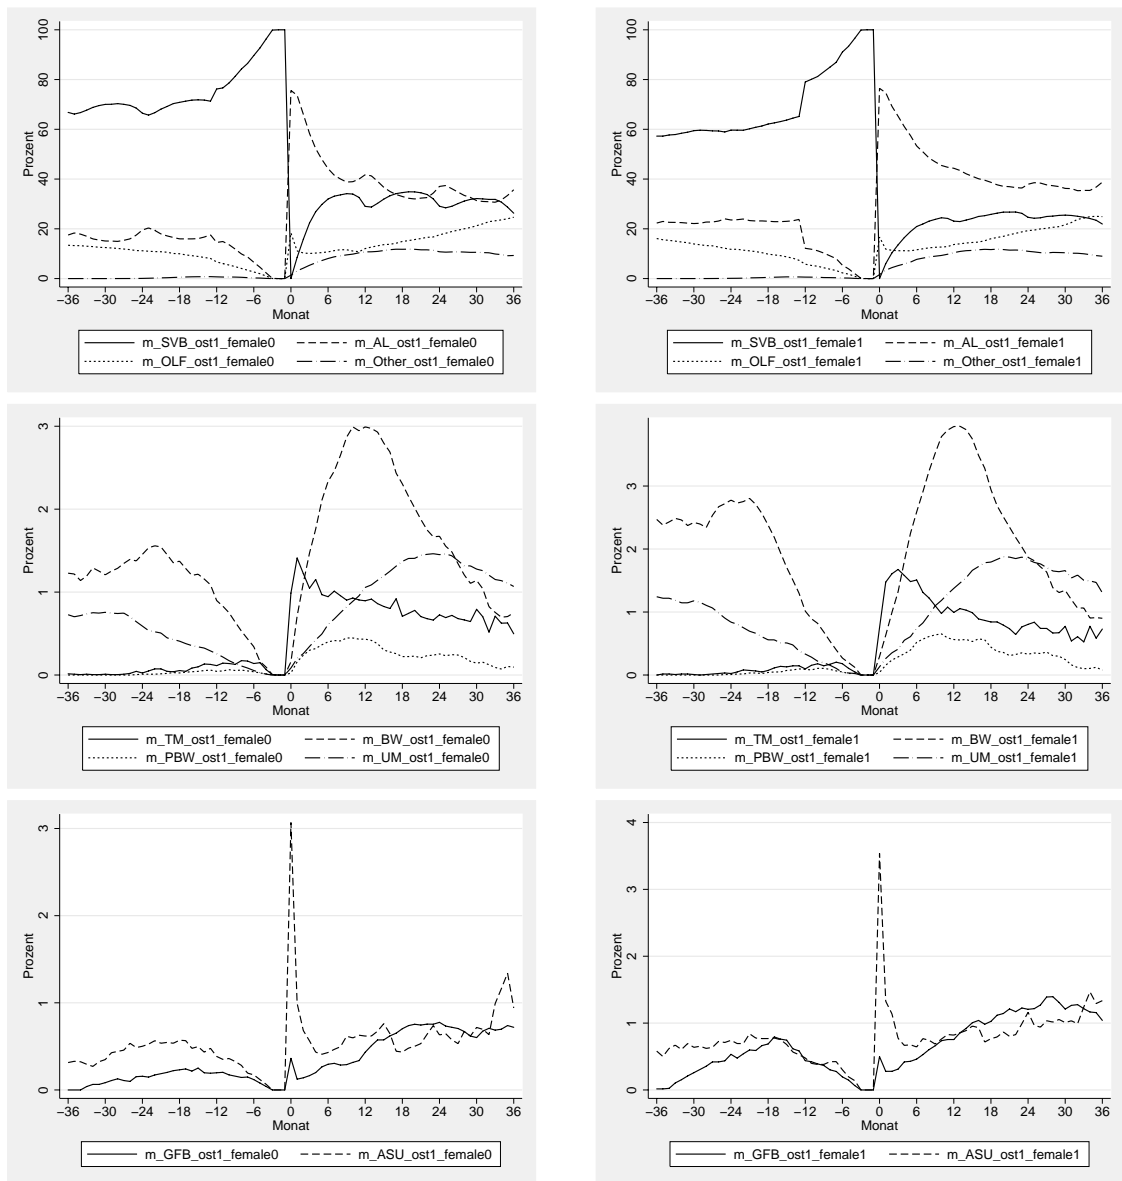 100
80
60
40
20
0
Prozent
−36 −30 −24 −18 −12 −6 0 6 12 18 24 30 36
Monat
m_SVB_ost1_female0 m_AL_ost1_female0
m_OLF_ost1_female0 m_Other_ost1_female0
100
80
60
40
20
0
Prozent
−36 −30 −24 −18 −12 −6 0 6 12 18 24 30 36
Monat
m_SVB_ost1_female1 m_AL_ost1_female1
m_OLF_ost1_female1 m_Other_ost1_female1
3
2
1
0
Prozent
−36 −30 −24 −18 −12 −6 0 6 12 18 24 30 36
Monat
m_TM_ost1_female0 m_BW_ost1_female0
m_PBW_ost1_female0 m_UM_ost1_female0
3
2
1
0
Prozent
−36 −30 −24 −18 −12 −6 0 6 12 18 24 30 36
Monat
m_TM_ost1_female1 m_BW_ost1_female1
m_PBW_ost1_female1 m_UM_ost1_female1
3
2
1
0
Prozent
−36 −30 −24 −18 −12 −6 0 6 12 18 24 30 36
Monat
m_GFB_ost1_female0 m_ASU_ost1_female0
4
3
2
1
0
Prozent
−36 −30 −24 −18 −12 −6 0 6 12 18 24 30 36
Monat
m_GFB_ost1_female1 m_ASU_ost1_female1